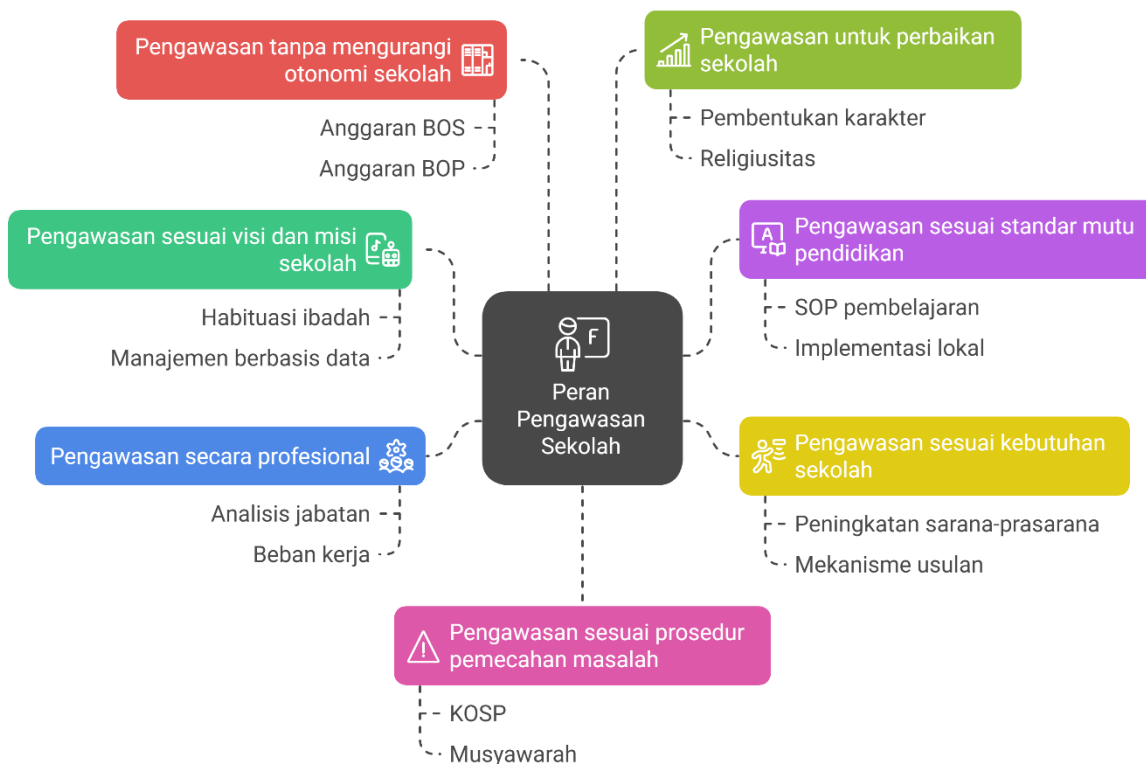 Pengawasan tanpa mengurangi
otonomi sekolah
Anggaran BOS
Anggaran BOP
Pengawasan untuk perbaikan
sekolah
Pembentukan karakter
Religiusitas
Pengawasan sesuai visi dan misi
sekolah
Habituasi ibadah
Manajemen berbasis data
A
Pengawasan sesuai standar mutu
pendidikan
SOP pembelajaran
Implementasi lokal
F
Peran
Pengawasan
Sekolah
Pengawasan secara profesional
Analisis jabatan
Beban kerja
Pengawasan sesuai kebutuhan
sekolah
Peningkatan sarana-prasarana
Mekanisme usulan
Pengawasan sesuai prosedur
pemecahan masalah
KOSP
Musyawarah